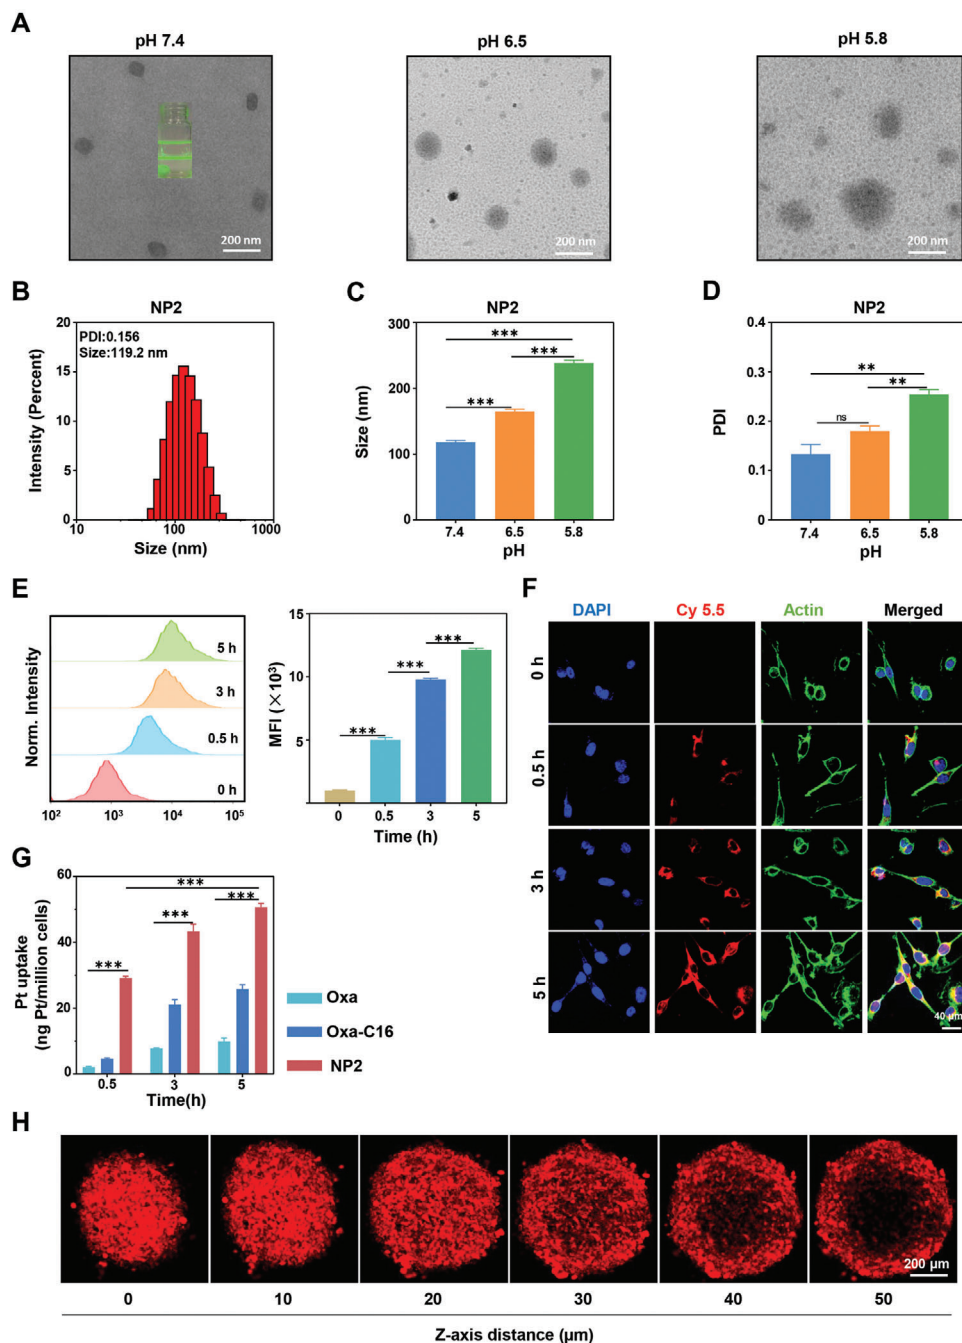 A
pH 7.4
pH 6.5
pH 5.8
200 nm
200 nm
200 nm
B
NP2
PDI:0.156
Size:119.2 nm
Intensity (Percent)
20
15
10
5
0
10
100
1000
Size (nm)
C
NP2
Size (nm)
300
200
100
0
***
***
***
7.4
6.5
5.8
pH
D
NP2
PDI
0.4
0.3
0.2
0.1
0.0
**
**
ns
7.4
6.5
5.8
pH
E
Norm. Intensity
5 h
3 h
0.5 h
0 h
10²
10³
10⁴
10⁵
MFI (×10³)
15
10
5
***
***
***
0
0.5
3
5
Time (h)
F
DAPI
Cy 5.5
Actin
Merged
0 h
0.5 h
3 h
5 h
40 µm
G
Pt uptake
(ng Pt/million cells)
60
40
20
0
***
***
***
***
0.5
3
5
Time(h)
Oxa
Oxa-C16
NP2
H
200 µm
0
10
20
30
40
50
Z-axis distance (µm)